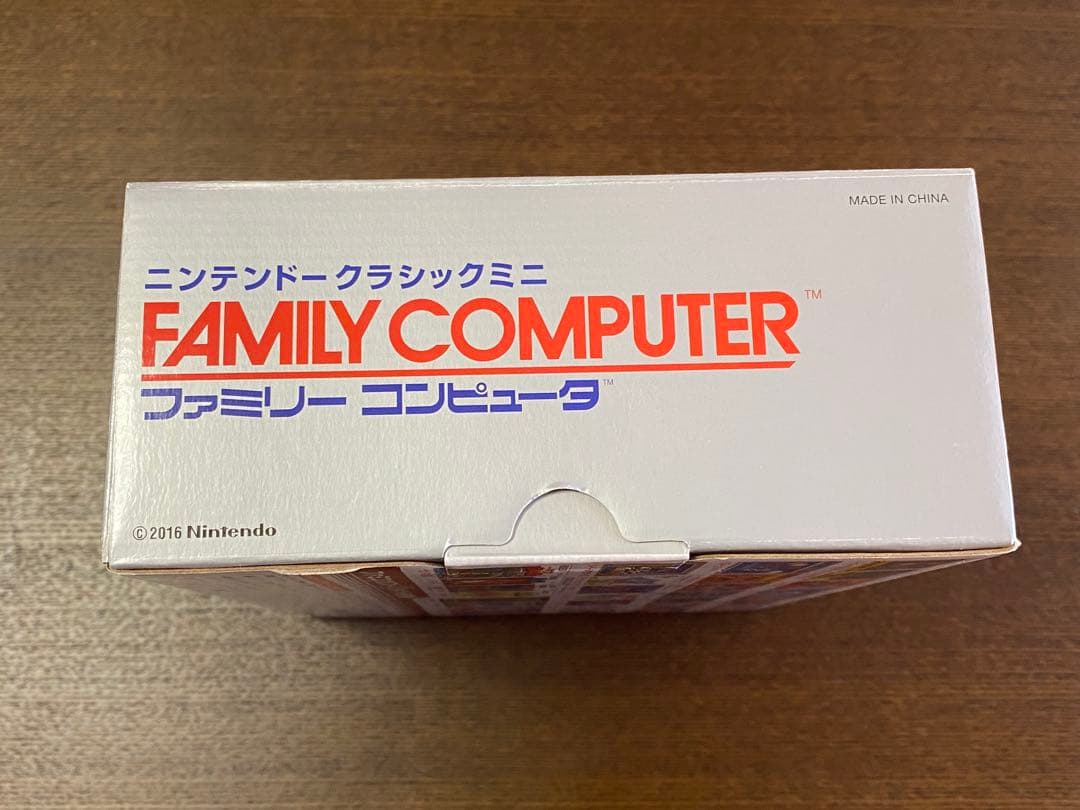 MADE IN CHINA
ニンテンドークラシックミニ
FAMILY COMPUTER™
ファミリー コンピュータ™
©2016 Nintendo